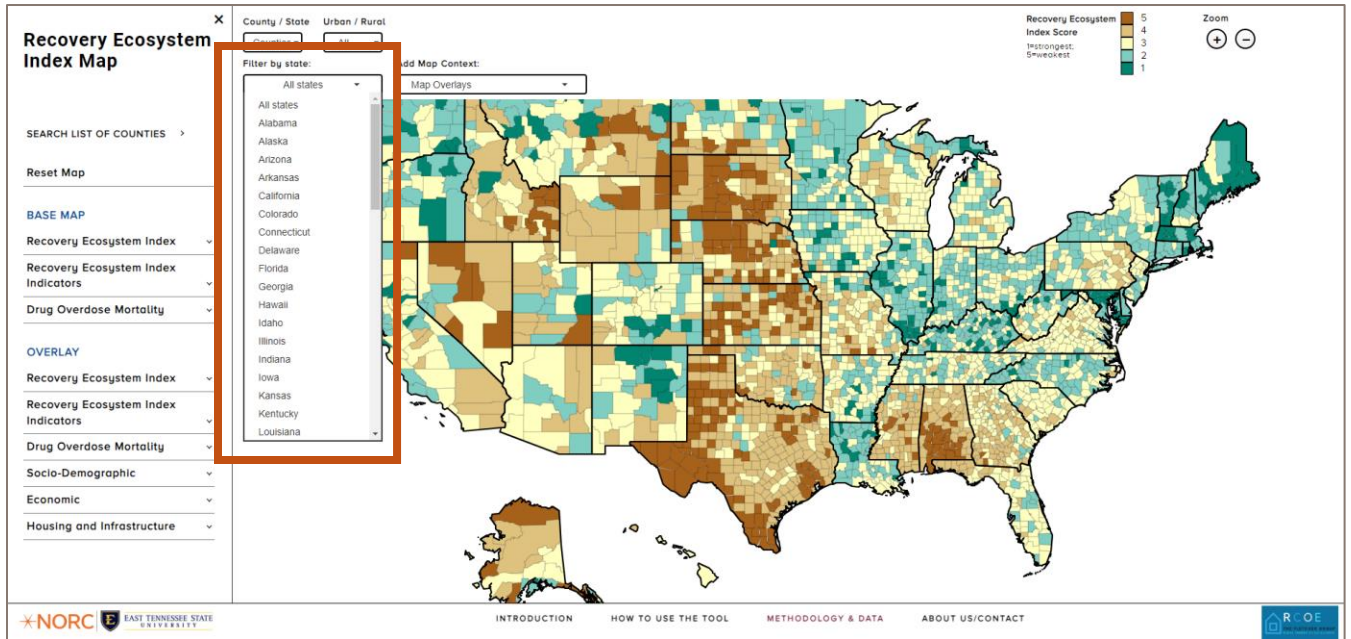 ×
Recovery Ecosystem
Index Map
SEARCH LIST OF COUNTIES >
Reset Map
BASE MAP
Recovery Ecosystem Index
Recovery Ecosystem Index
Indicators
Drug Overdose Mortality
OVERLAY
Recovery Ecosystem Index
Recovery Ecosystem Index
Indicators
Drug Overdose Mortality
Socio-Demographic
Economic
Housing and Infrastructure
County / State Urban / Rural
Counties All
Filter by state: Add Map Context:
All states Map Overlays
All states
Alabama
Alaska
Arizona
Arkansas
California
Colorado
Connecticut
Delaware
Florida
Georgia
Hawaii
Idaho
Illinois
Indiana
Iowa
Kansas
Kentucky
Louisiana
Recovery Ecosystem
Index Score
1=strongest;
5=weakest
5
4
3
2
1
Zoom
+ −
NORC E EAST TENNESSEE STATE
UNIVERSITY
INTRODUCTION HOW TO USE THE TOOL METHODOLOGY & DATA ABOUT US/CONTACT
RCOE